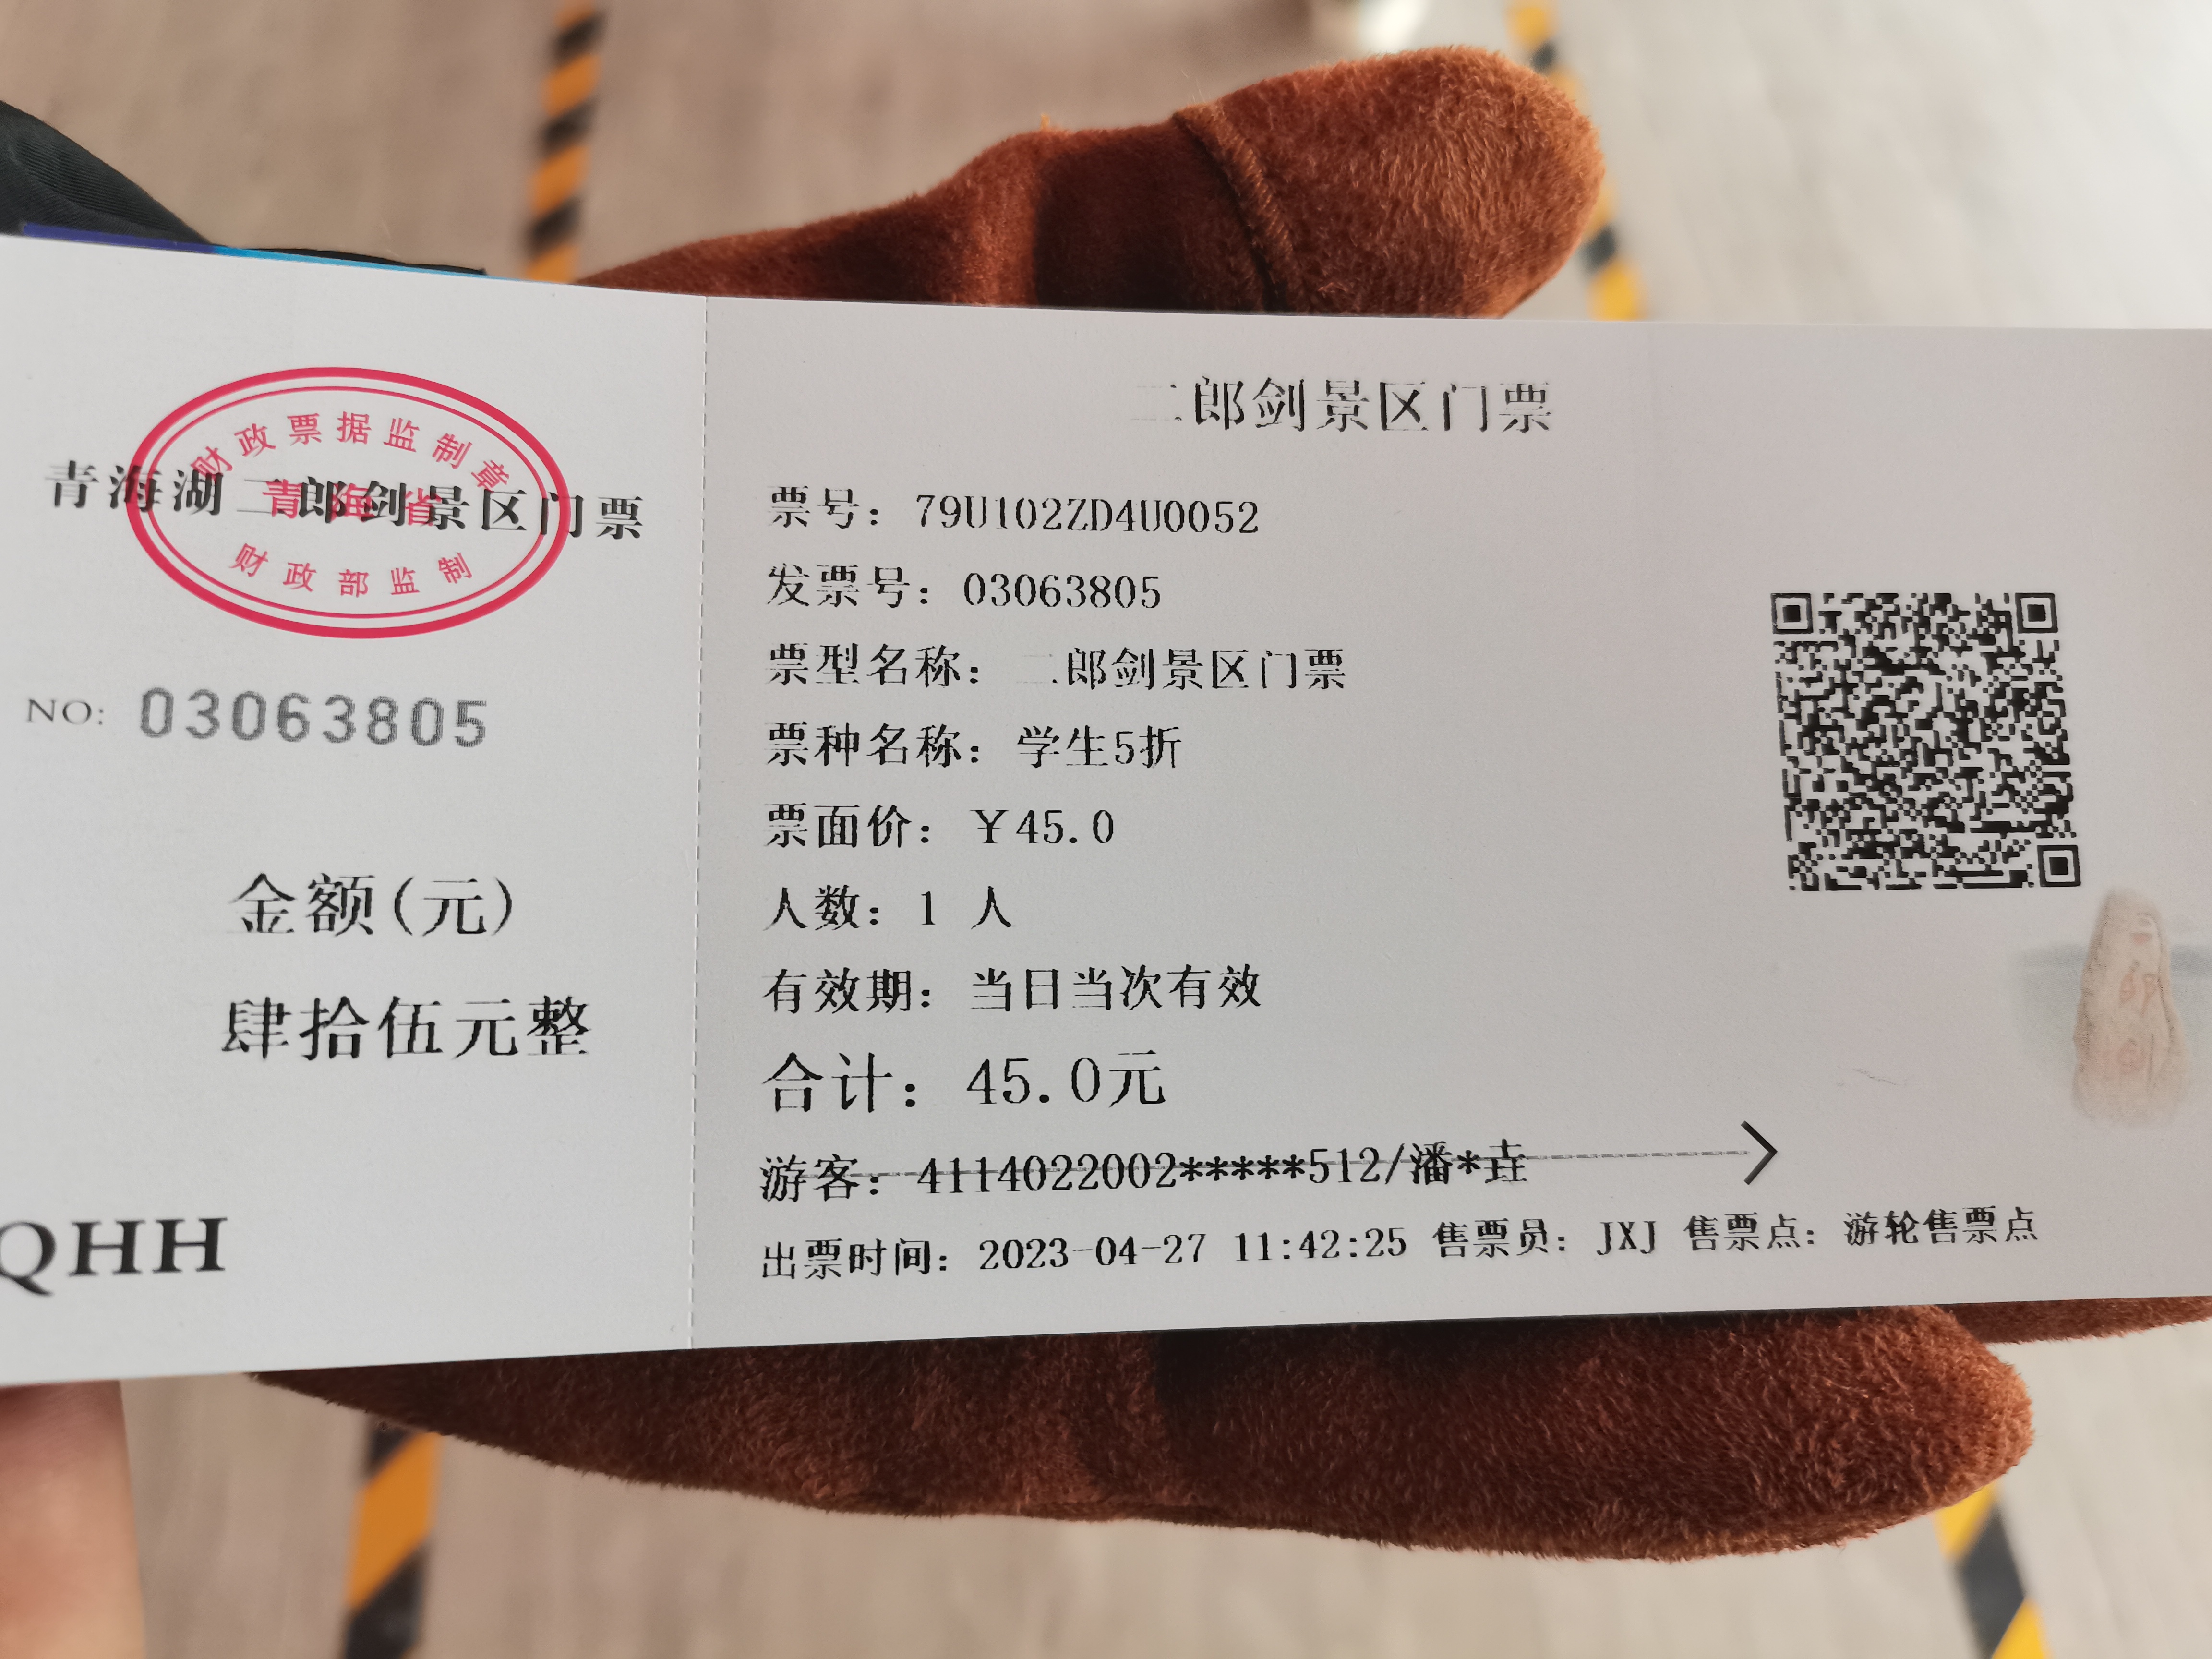 财政票据监制章
青海省
财政部监制
青海湖二郎剑景区门票
NO: 03063805
金额(元)
肆拾伍元整
QHH
二郎剑景区门票
票号：79U102ZD4U0052
发票号：03063805
票型名称：二郎剑景区门票
票种名称：学生5折
票面价：￥45.0
人数：1 人
有效期：当日当次有效
合计：45.0元
游客：4114022002*****512/潘*垚
出票时间：2023-04-27 11:42:25 售票员：JXJ 售票点：游轮售票点
二郎剑